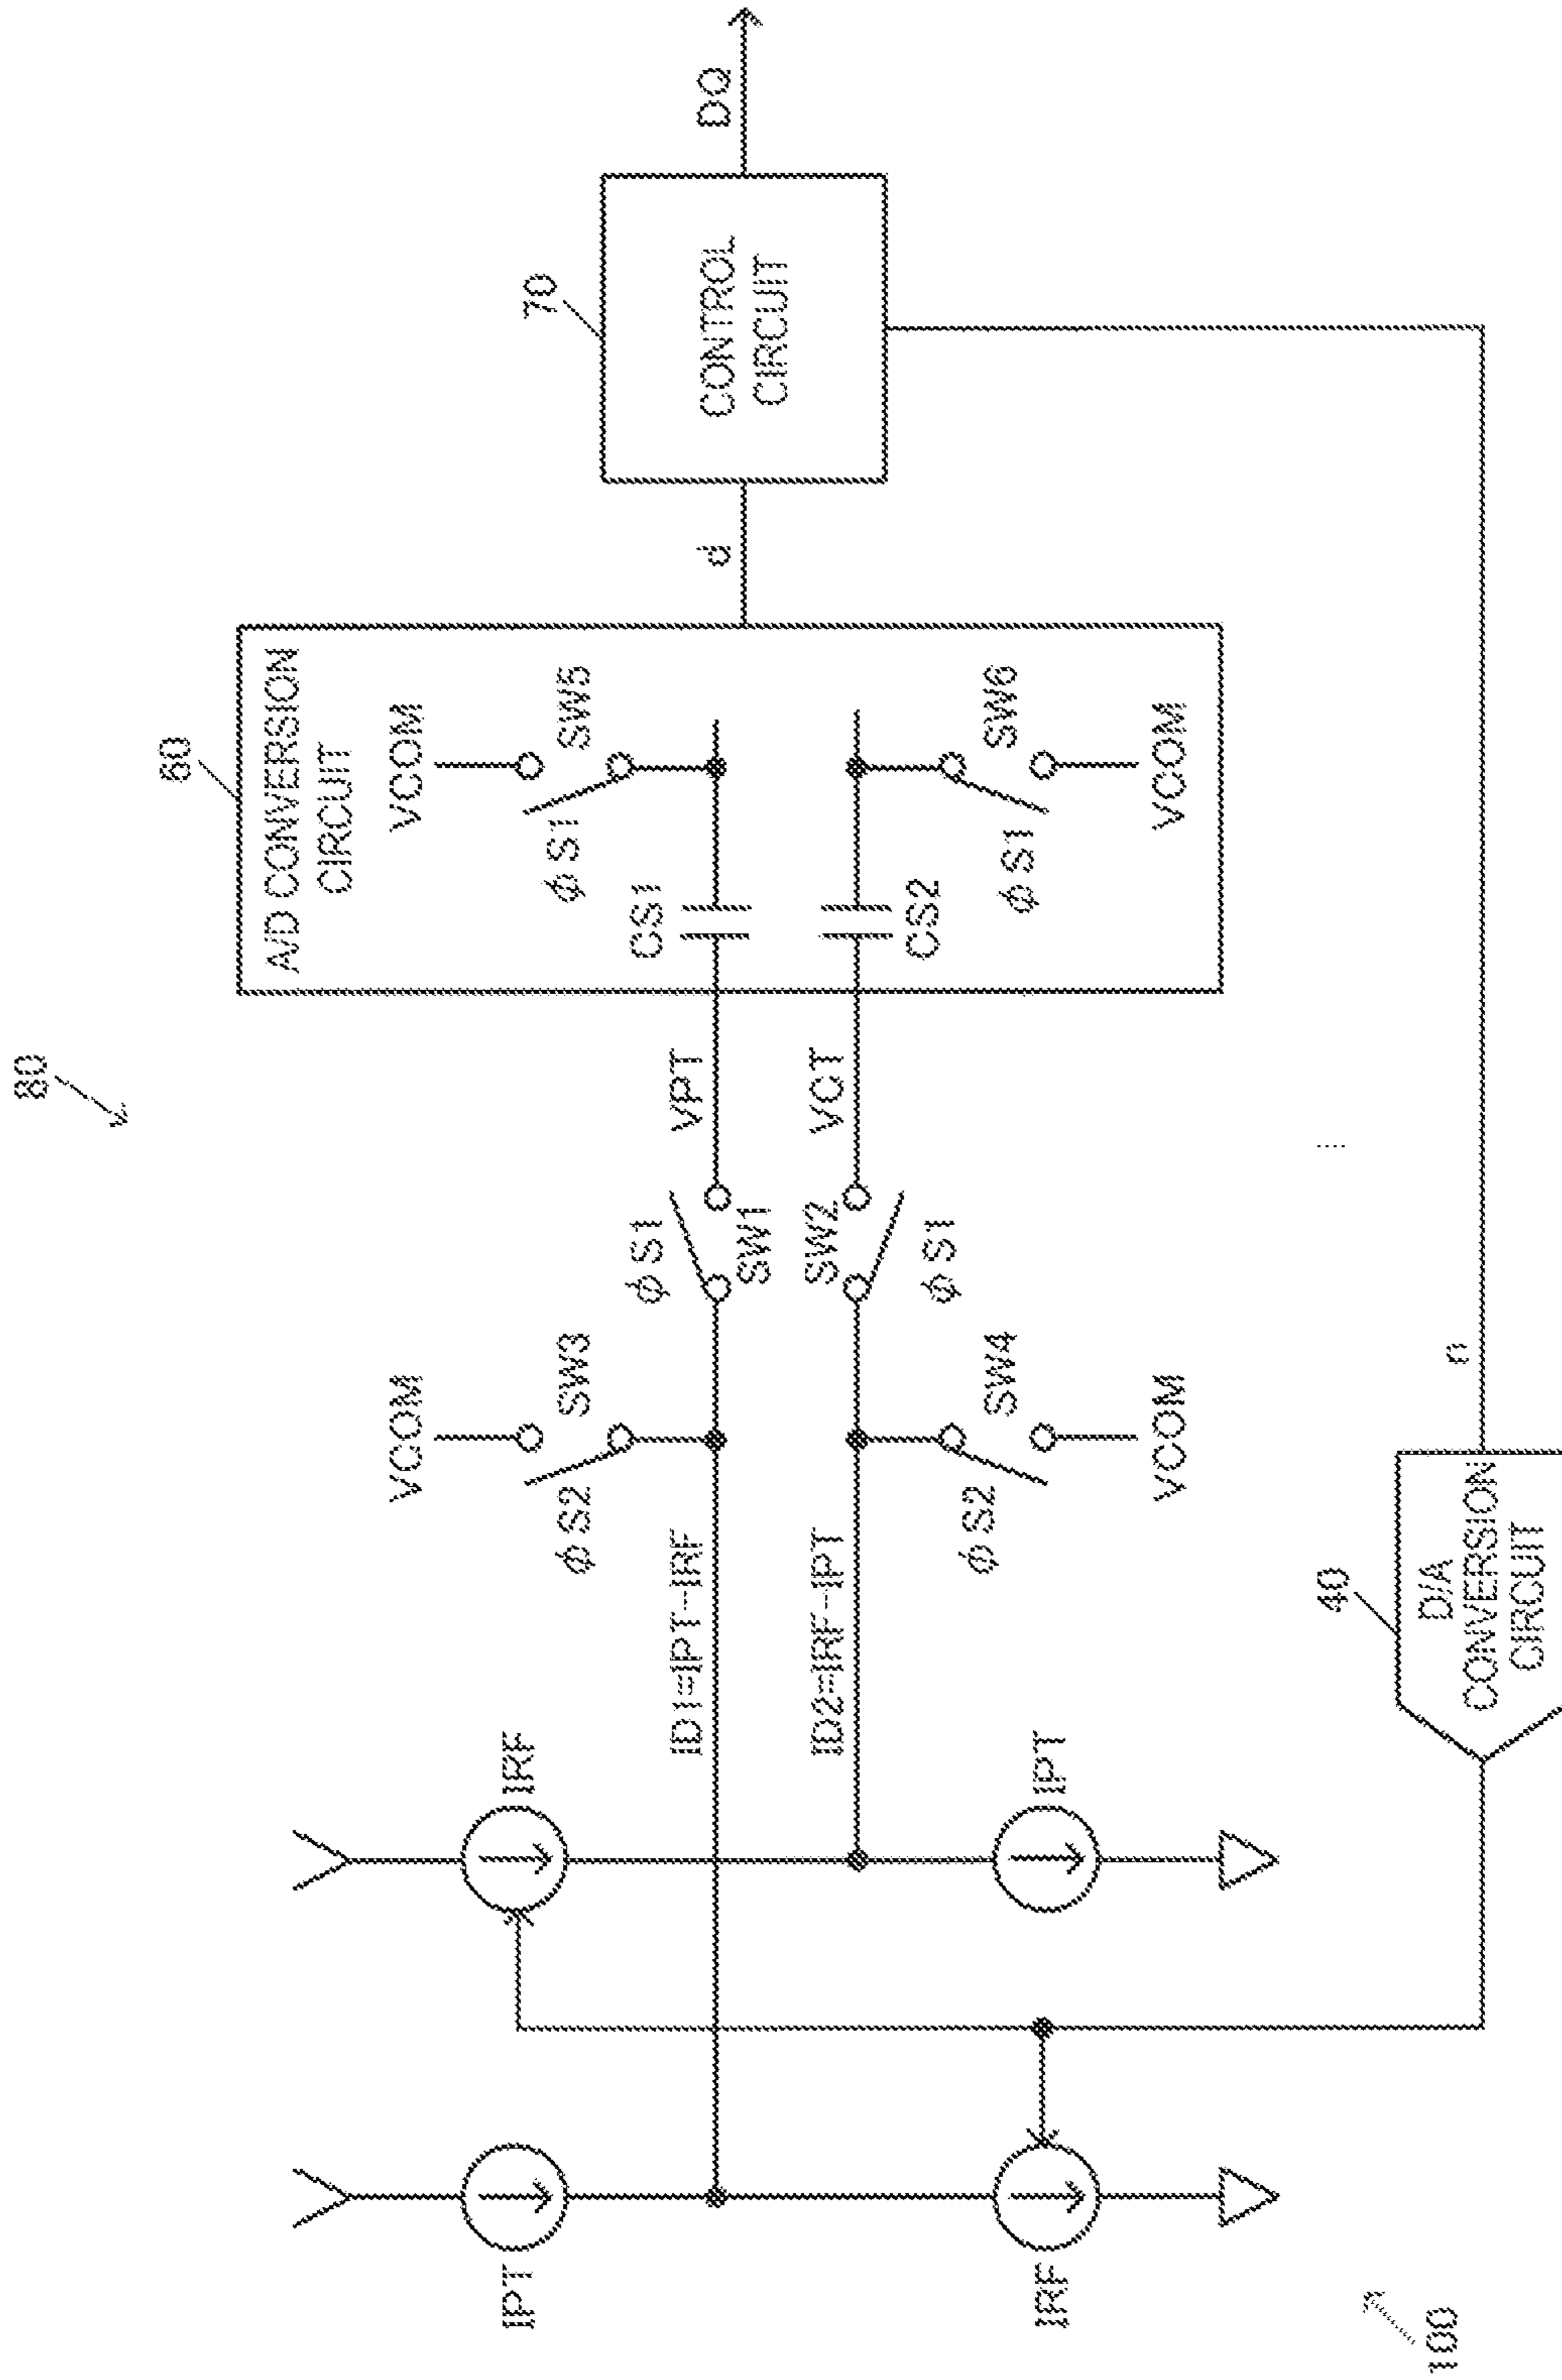 80
60
A/D CONVERSION
CIRCUIT
VCOM
VCOM
IPT
IRF
70
φS2
SW3
φS1
SW5
φS1
CS1
ID1=IPT-IRF
VPT
d
CONTROL
CIRCUIT
DQ
SW1
SW2
ID2=IRF-IPT
VCT
φS1
CS2
φS2
SW4
φS1
SW6
IRF
IPT
VCOM
VCOM
40
D/A
CONVERSION
CIRCUIT
n
100